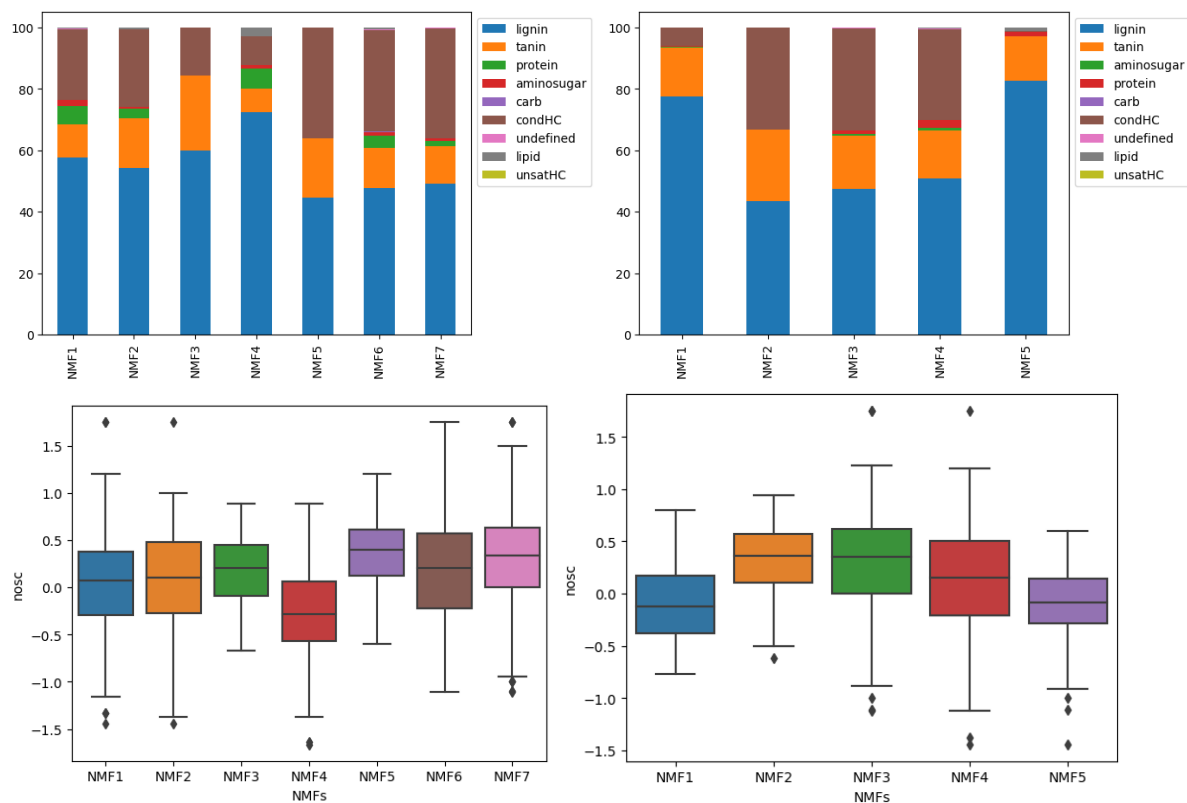 100
80
60
40
20
0
NMF1
NMF2
NMF3
NMF4
NMF5
NMF6
NMF7
lignin
tanin
protein
aminosugar
carb
condHC
undefined
lipid
unsatHC
100
80
60
40
20
0
NMF1
NMF2
NMF3
NMF4
NMF5
lignin
tanin
aminosugar
protein
carb
condHC
undefined
lipid
unsatHC
nosc
1.5
1.0
0.5
0.0
−0.5
−1.0
−1.5
NMF1 NMF2 NMF3 NMF4 NMF5 NMF6 NMF7
NMFs
nosc
1.5
1.0
0.5
0.0
−0.5
−1.0
−1.5
NMF1 NMF2 NMF3 NMF4 NMF5
NMFs